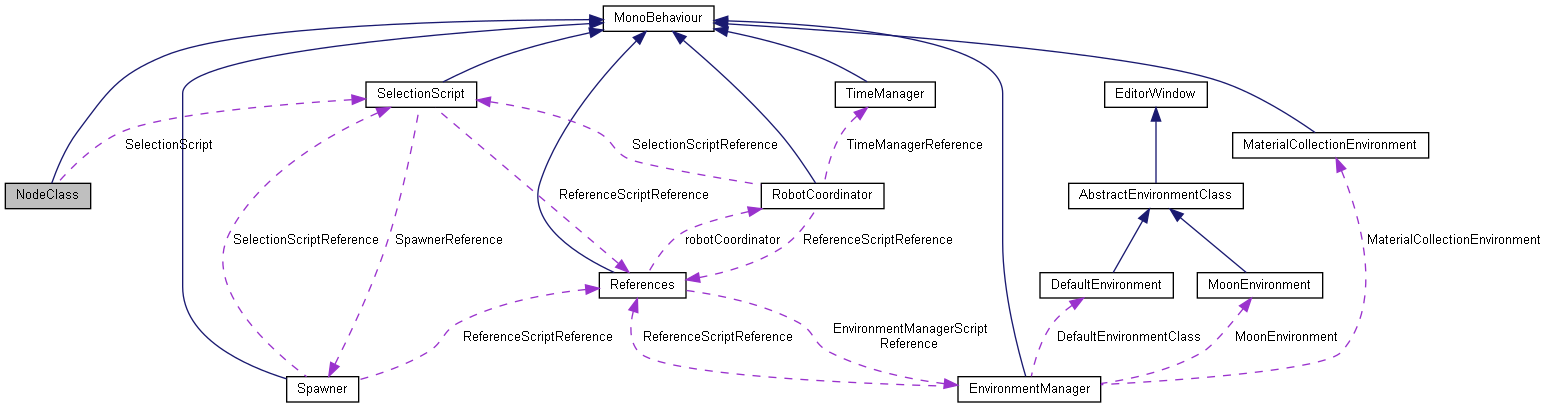 MonoBehaviour
SelectionScript
TimeManager
EditorWindow
SelectionScript
SelectionScriptReference
TimeManagerReference
MaterialCollectionEnvironment
NodeClass
ReferenceScriptReference
RobotCoordinator
AbstractEnvironmentClass
SelectionScriptReference
SpawnerReference
robotCoordinator
ReferenceScriptReference
MaterialCollectionEnvironment
References
DefaultEnvironment
MoonEnvironment
ReferenceScriptReference
ReferenceScriptReference
EnvironmentManagerScript
Reference
DefaultEnvironmentClass
MoonEnvironment
Spawner
EnvironmentManager